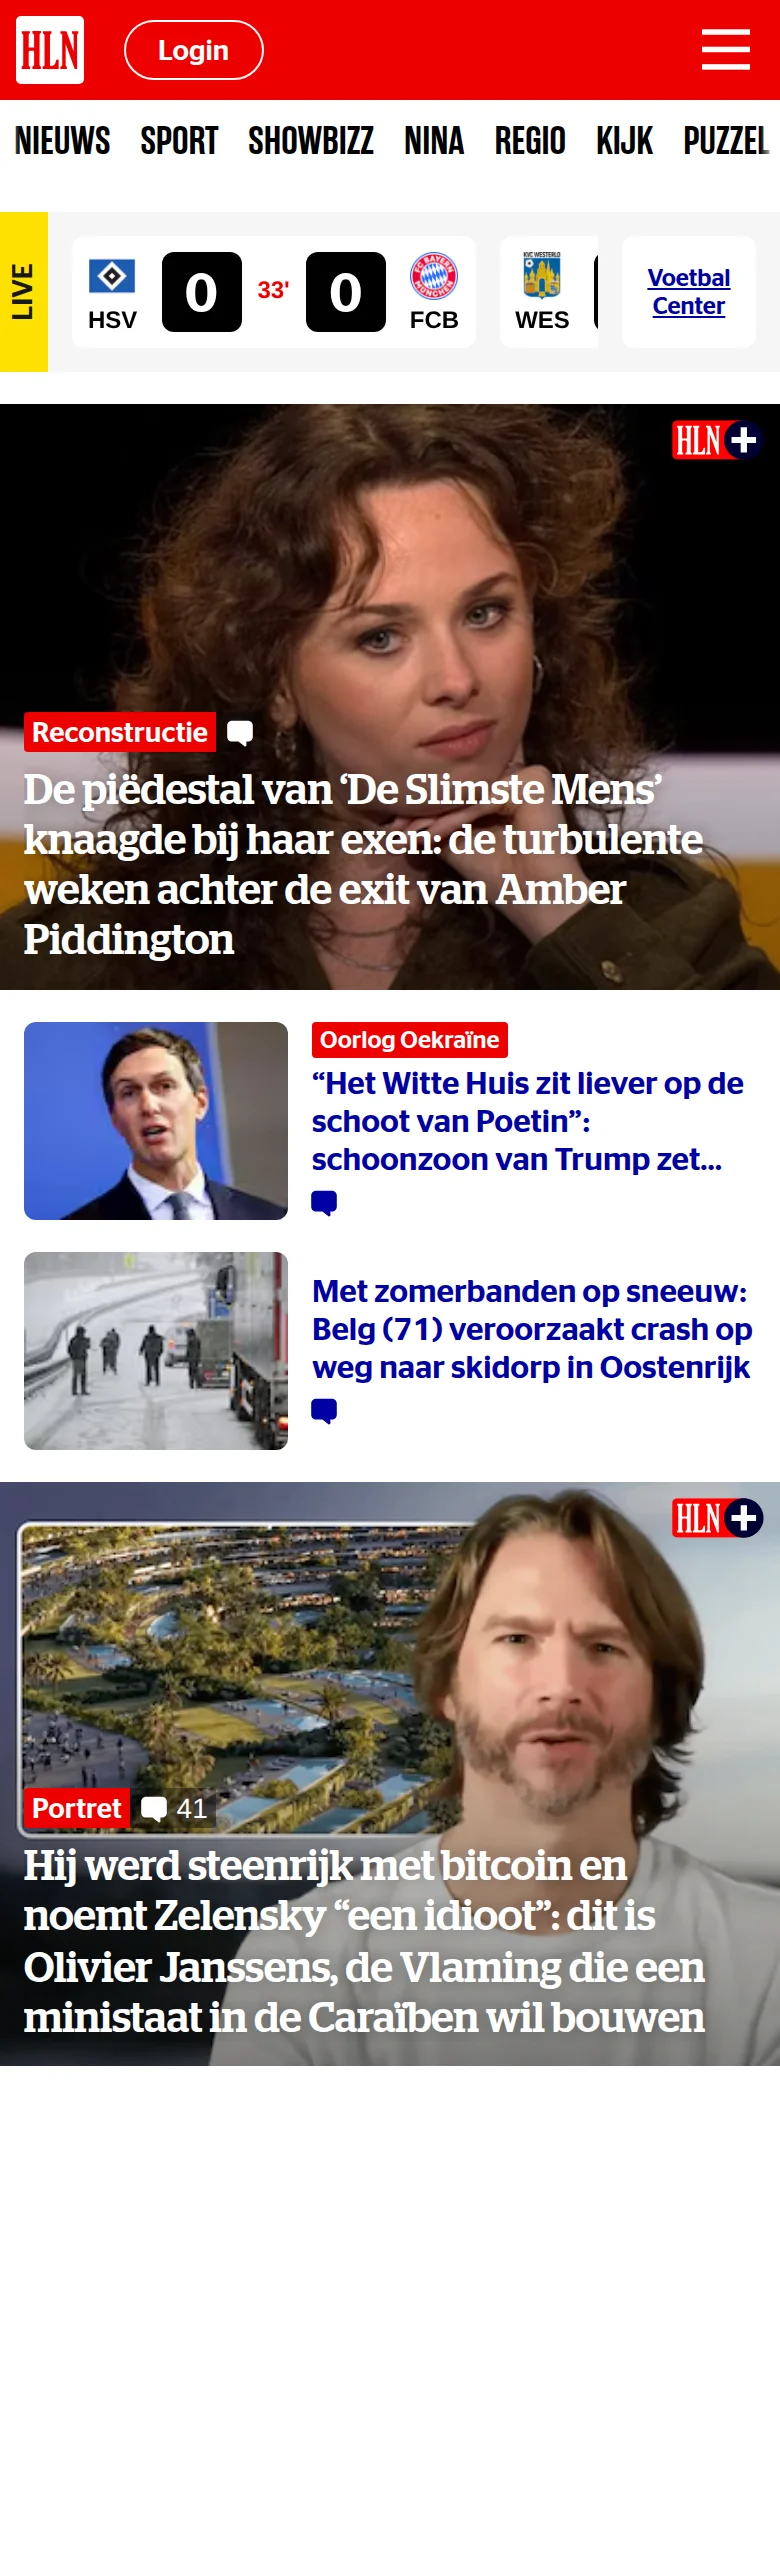 HLN
Login
NIEUWS SPORT SHOWBIZZ NINA REGIO KIJK PUZZEL
LIVE
HSV
0
33'
0
FC BAYERN MÜNCHEN
FCB
KVC WESTERLO
WES
Voetbal
Center
HLN+
Reconstructie
De piëdestal van ‘De Slimste Mens’
knaagde bij haar exen: de turbulente
weken achter de exit van Amber
Piddington
Oorlog Oekraïne
“Het Witte Huis zit liever op de
schoot van Poetin”:
schoonzoon van Trump zet...
Met zomerbanden op sneeuw:
Belg (71) veroorzaakt crash op
weg naar skidorp in Oostenrijk
HLN+
Portret
41
Hij werd steenrijk met bitcoin en
noemt Zelensky “een idioot”: dit is
Olivier Janssens, de Vlaming die een
ministaat in de Caraïben wil bouwen